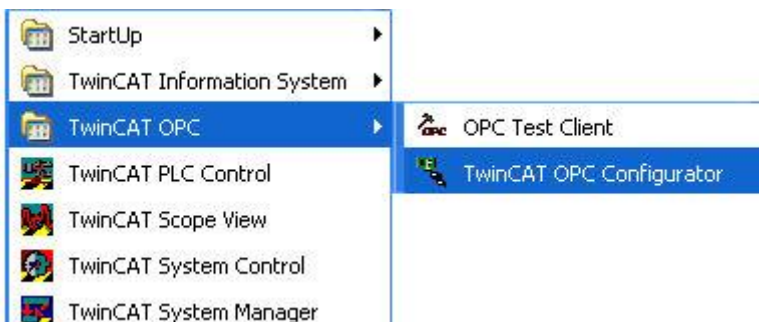 StartUp
TwinCAT Information System
TwinCAT OPC
OPC Test Client
TwinCAT PLC Control
TwinCAT OPC Configurator
TwinCAT Scope View
TwinCAT System Control
TwinCAT System Manager